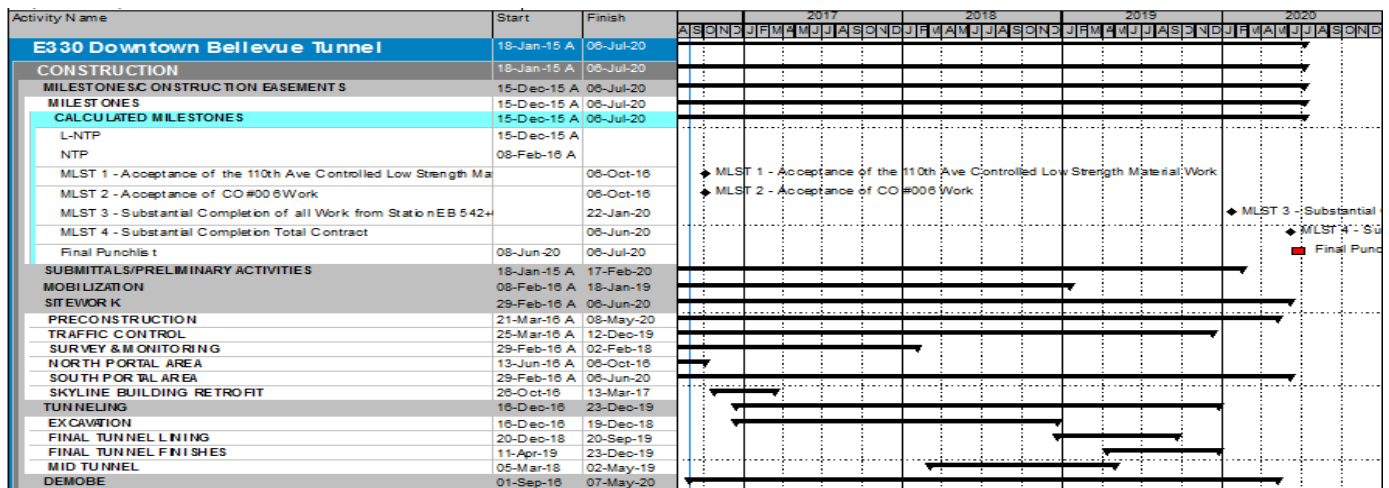 Activity Name Start Finish 2017 2018 2019 2020
A S O N D J F M A M J J A S O N D J F M A M J J A S O N D J F M A M J J A S O N D J F M A M J J A S O N D
E330 Downtown Bellevue Tunnel 18-Jan-15 A 06-Jul-20
CONSTRUCTION 18-Jan-15 A 06-Jul-20
MILESTONES/CONSTRUCTION EASEMENTS 15-Dec-15 A 06-Jul-20
MILESTONES 15-Dec-15 A 06-Jul-20
CALCULATED MILESTONES 15-Dec-15 A 06-Jul-20
L-NTP 15-Dec-15 A
NTP 08-Feb-16 A
MLST 1 - Acceptance of the 110th Ave Controlled Low Strength Ma 06-Oct-16 MLST 1 - Acceptance of the 110th Ave Controlled Low Strength Material Work
MLST 2 - Acceptance of CO #006 Work 06-Oct-16 MLST 2 - Acceptance of CO #006 Work
MLST 3 - Substantial Completion of all Work from Station EB 542+ 22-Jan-20 MLST 3 - Substantial
MLST 4 - Substantial Completion Total Contract 06-Jun-20 MLST 4 - Su
Final Punchlist 08-Jun-20 06-Jul-20 Final Punc
SUBMITTALS/PRELIMINARY ACTIVITIES 18-Jan-15 A 17-Feb-20
MOBILIZATION 08-Feb-16 A 18-Jan-19
SITEWORK 29-Feb-16 A 06-Jun-20
PRECONSTRUCTION 21-Mar-16 A 08-May-20
TRAFFIC CONTROL 25-Mar-16 A 12-Dec-19
SURVEY & MONITORING 29-Feb-16 A 02-Feb-18
NORTH PORTAL AREA 13-Jun-16 A 06-Oct-16
SOUTH PORTAL AREA 29-Feb-16 A 06-Jun-20
SKYLINE BUILDING RETROFIT 26-Oct-16 13-Mar-17
TUNNELING 16-Dec-16 23-Dec-19
EXCAVATION 16-Dec-16 19-Dec-18
FINAL TUNNEL LINING 20-Dec-18 20-Sep-19
FINAL TUNNEL FINISHES 11-Apr-19 23-Dec-19
MID TUNNEL 05-Mar-18 02-May-19
DEMOBE 01-Sep-16 07-May-20